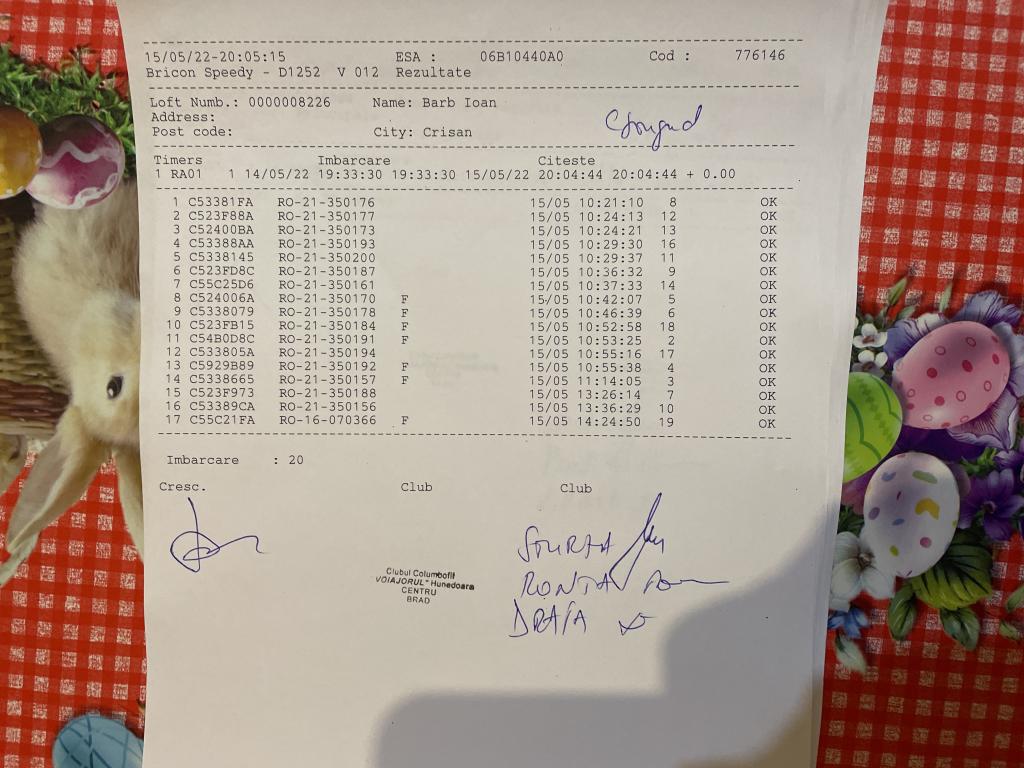 15/05/22-20:05:15 ESA : 06B10440A0 Cod : 776146
Bricon Speedy - D1252 V 012 Rezultate
Loft Numb.: 0000008226 Name: Barb Ioan
Address:
Post code: City: Crisan
Csongrad
Timers Imbarcare Citeste
1 RA01 1 14/05/22 19:33:30 19:33:30 15/05/22 20:04:44 20:04:44 + 0.00
1 C53381FA RO-21-350176 15/05 10:21:10 8 OK
2 C523F88A RO-21-350177 15/05 10:24:13 12 OK
3 C52400BA RO-21-350173 15/05 10:24:21 13 OK
4 C53388AA RO-21-350193 15/05 10:29:30 16 OK
5 C5338145 RO-21-350200 15/05 10:29:37 11 OK
6 C523FD8C RO-21-350187 15/05 10:36:32 9 OK
7 C55C25D6 RO-21-350161 15/05 10:37:33 14 OK
8 C524006A RO-21-350170 F 15/05 10:42:07 5 OK
9 C5338079 RO-21-350178 F 15/05 10:46:39 6 OK
10 C523FB15 RO-21-350184 F 15/05 10:52:58 18 OK
11 C54B0D8C RO-21-350191 F 15/05 10:53:25 2 OK
12 C533805A RO-21-350194 15/05 10:55:16 17 OK
13 C5929B89 RO-21-350192 F 15/05 10:55:38 4 OK
14 C5338665 RO-21-350157 F 15/05 11:14:05 3 OK
15 C523F973 RO-21-350188 15/05 13:26:14 7 OK
16 C53389CA RO-21-350156 15/05 13:36:29 10 OK
17 C55C21FA RO-16-070366 F 15/05 14:24:50 19 OK
Imbarcare : 20
Cresc. Club Club
Clubul Columbofil
VOIAJORUL" Hunedoara
CENTRU
BRAD